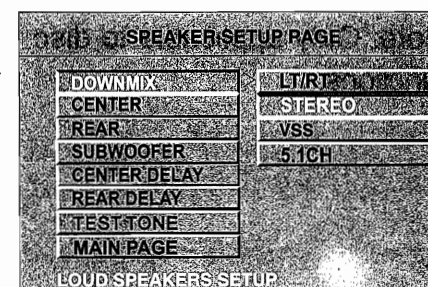 SPEAKER SETUP PAGE
DOWNMIX
CENTER
REAR
SUBWOOFER
CENTER DELAY
REAR DELAY
TEST TONE
MAIN PAGE
LT/RT
STEREO
VSS
5.1CH
LOUD SPEAKERS SETUP